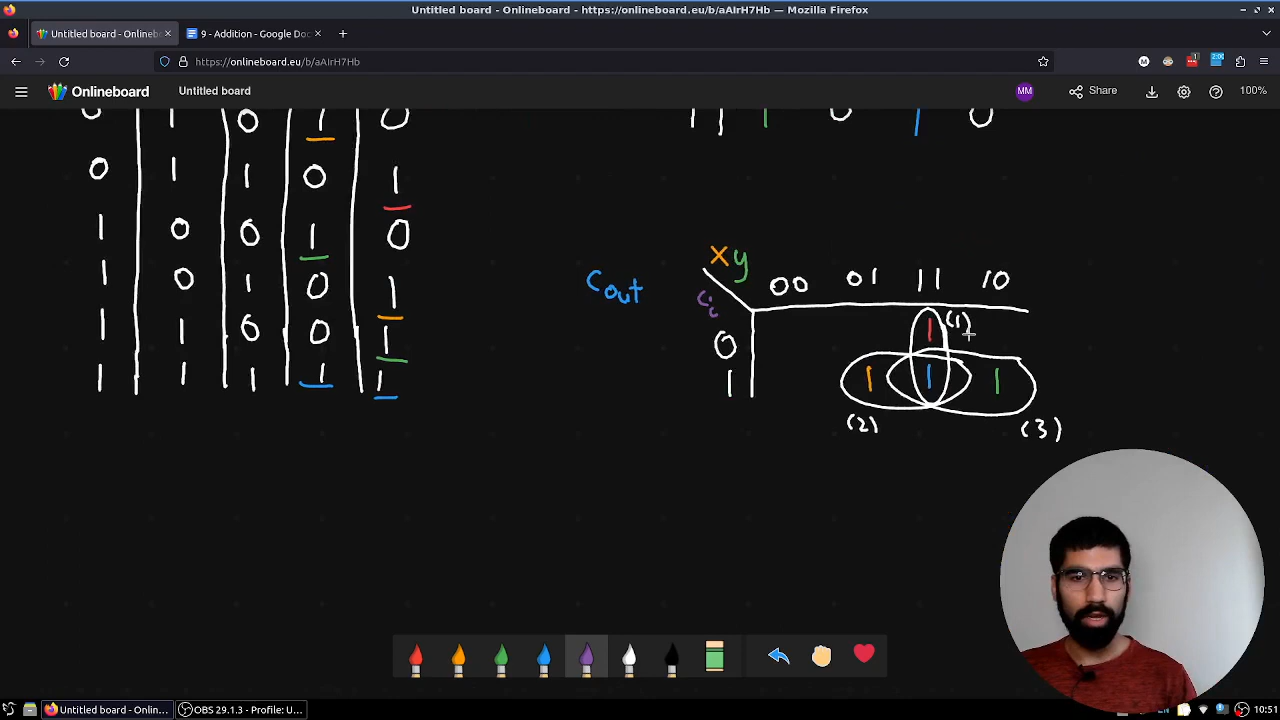 Untitled board - Onlineboard - https://onlineboard.eu/b/aAIrH7Hb — Mozilla Firefox
Untitled board - Onlineb
9 - Addition - Google Doc
https://onlineboard.eu/b/aAIrH7Hb
100%
Onlineboard
Untitled board
MM
Share
0 1 0 1 0
0 1 1 0 1
1 0 0 1 0
1 0 1 0 1
1 1 0 0 1
1 1 1 1 1
11 1 0 1 0
Cout
xy
ci
00 01 11 10
0 1 (1)
1 1 1 1
(2) (3)
Untitled board — Onlineb...
OBS 29.1.3 - Profile: U...
10:51